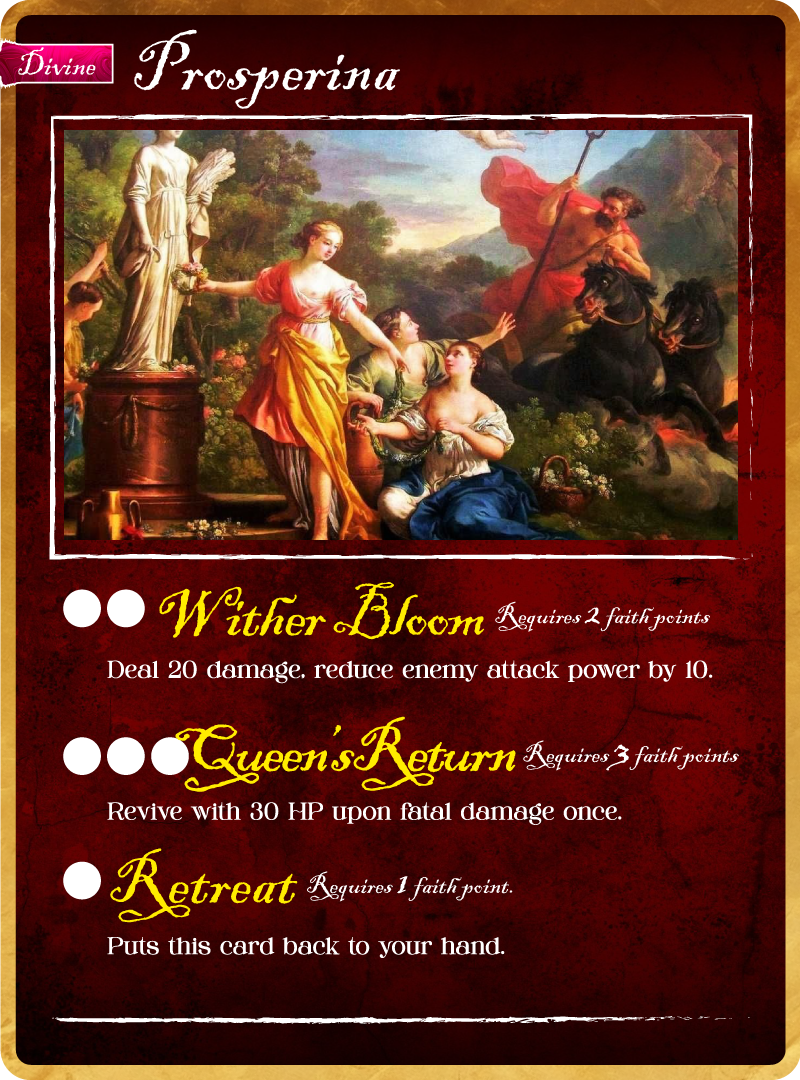 Divine
Prosperina
Wither Bloom Requires 2 faith points
Deal 20 damage. reduce enemy attack power by 10.
Queen's Return Requires 3 faith points
Revive with 30 HP upon fatal damage once.
Retreat Requires 1 faith point.
Puts this card back to your hand.